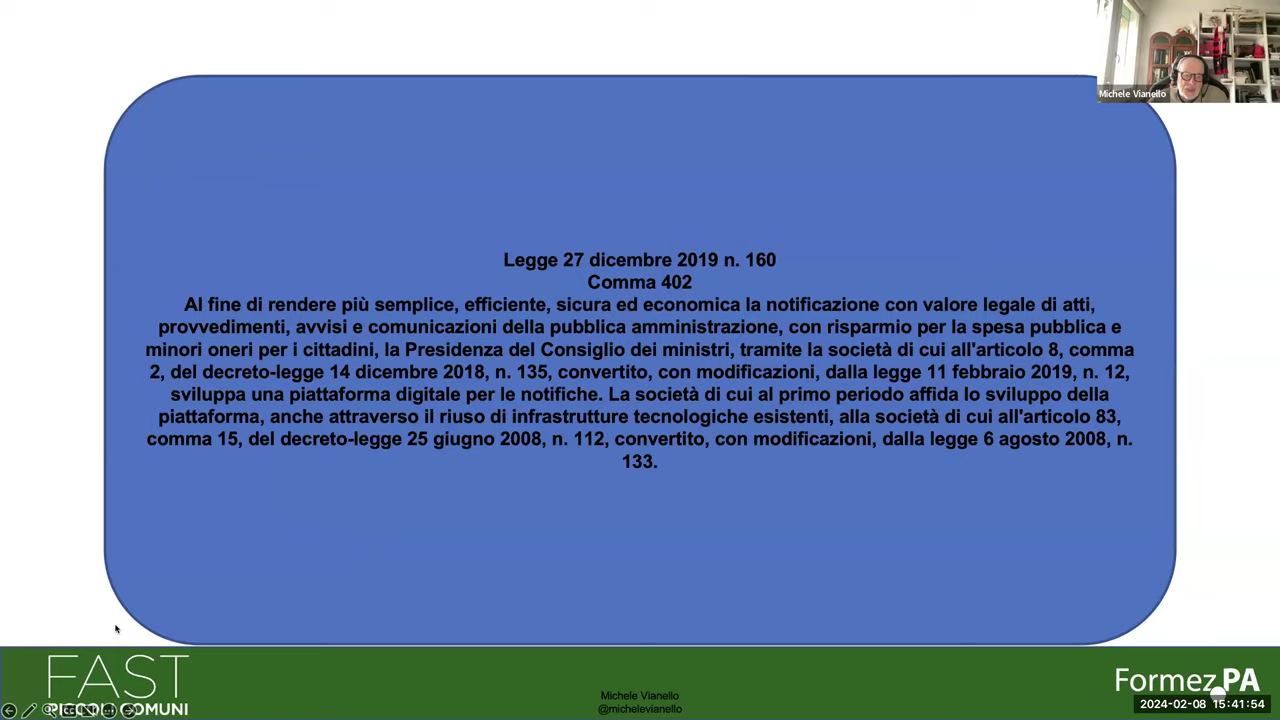 Michele Vianello
Legge 27 dicembre 2019 n. 160
Comma 402
Al fine di rendere più semplice, efficiente, sicura ed economica la notificazione con valore legale di atti,
provvedimenti, avvisi e comunicazioni della pubblica amministrazione, con risparmio per la spesa pubblica e
minori oneri per i cittadini, la Presidenza del Consiglio dei ministri, tramite la società di cui all'articolo 8, comma
2, del decreto-legge 14 dicembre 2018, n. 135, convertito, con modificazioni, dalla legge 11 febbraio 2019, n. 12,
sviluppa una piattaforma digitale per le notifiche. La società di cui al primo periodo affida lo sviluppo della
piattaforma, anche attraverso il riuso di infrastrutture tecnologiche esistenti, alla società di cui all'articolo 83,
comma 15, del decreto-legge 25 giugno 2008, n. 112, convertito, con modificazioni, dalla legge 6 agosto 2008, n.
133.
FAST
PICCOLI COMUNI
Michele Vianello
@michelevianello
Formez PA
2024-02-08 15:41:54